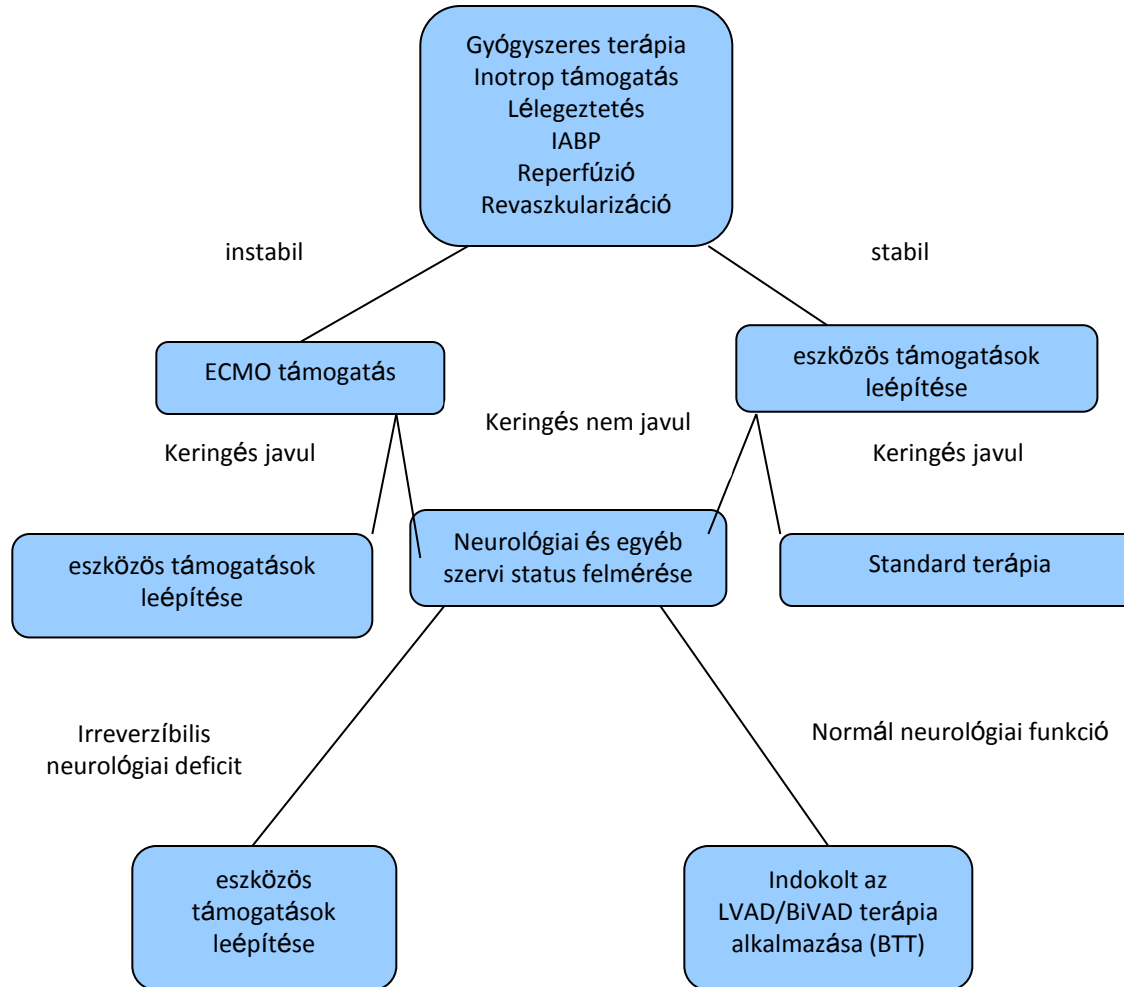 Gyógyszeres terápia
Inotrop támogatás
Lélegeztetés
IABP
Reperfúzió
Revaszkularizáció
instabil
stabil
ECMO támogatás
eszközös támogatások
leépítése
Keringés javul
Keringés nem javul
Keringés javul
eszközös támogatások
leépítése
Neurológiai és egyéb
szervi status felmérése
Standard terápia
Irreverzíbilis
neurológiai deficit
Normál neurológiai funkció
eszközös
támogatások
leépítése
Indokolt az
LVAD/BiVAD terápia
alkalmazása (BTT)